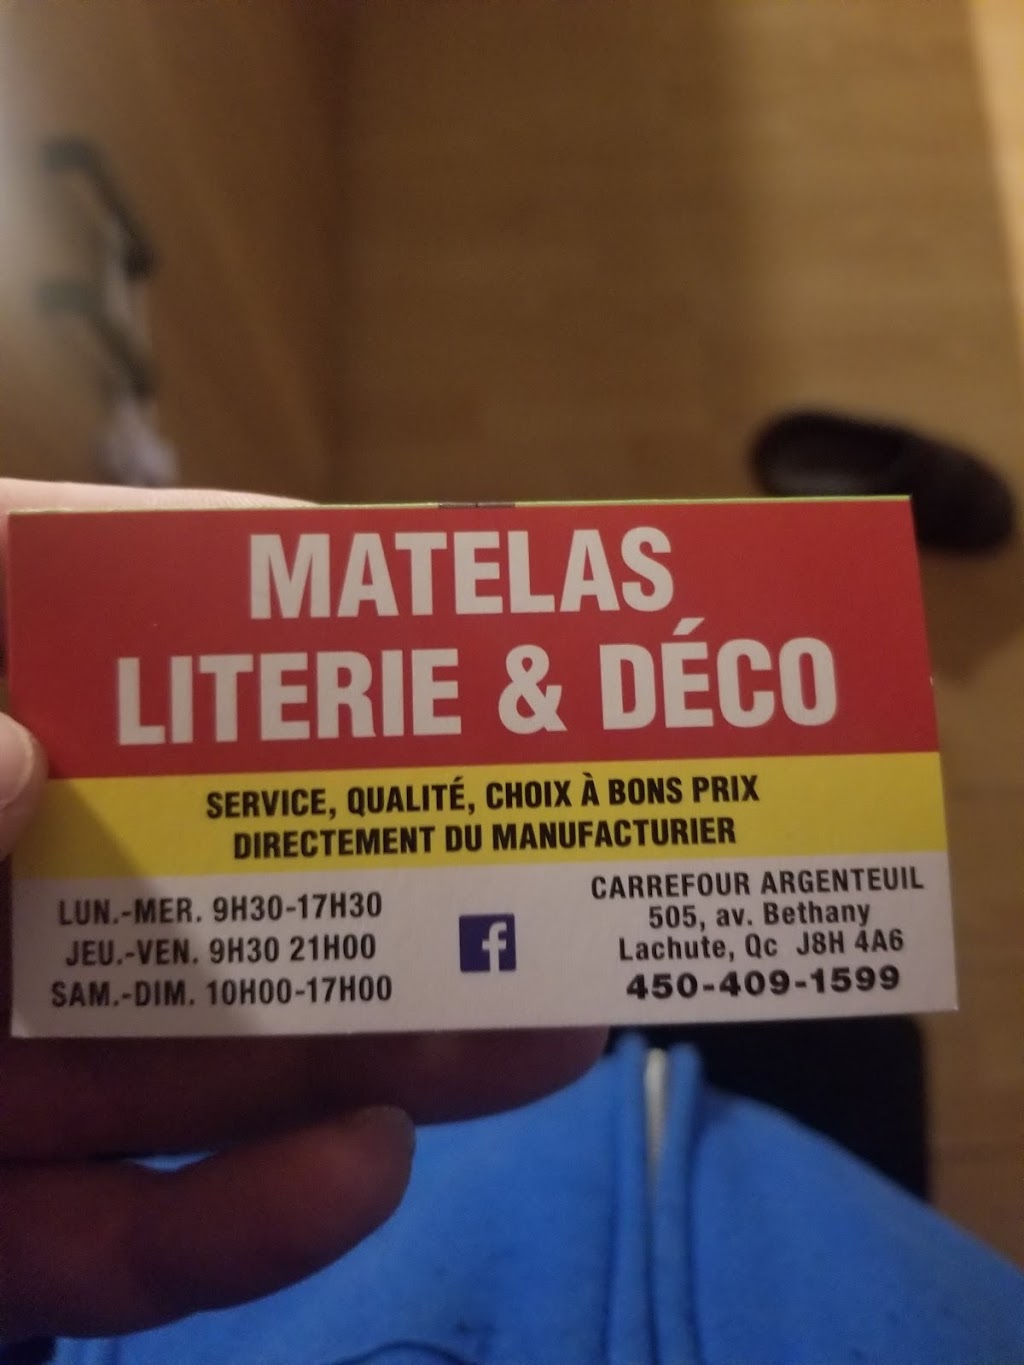 MATELAS
LITERIE & DÉCO
SERVICE, QUALITÉ, CHOIX À BONS PRIX
DIRECTEMENT DU MANUFACTURIER
LUN.-MER. 9H30-17H30
JEU.-VEN. 9H30 21H00
SAM.-DIM. 10H00-17H00
f
CARREFOUR ARGENTEUIL
505, av. Bethany
Lachute, Qc J8H 4A6
450-409-1599